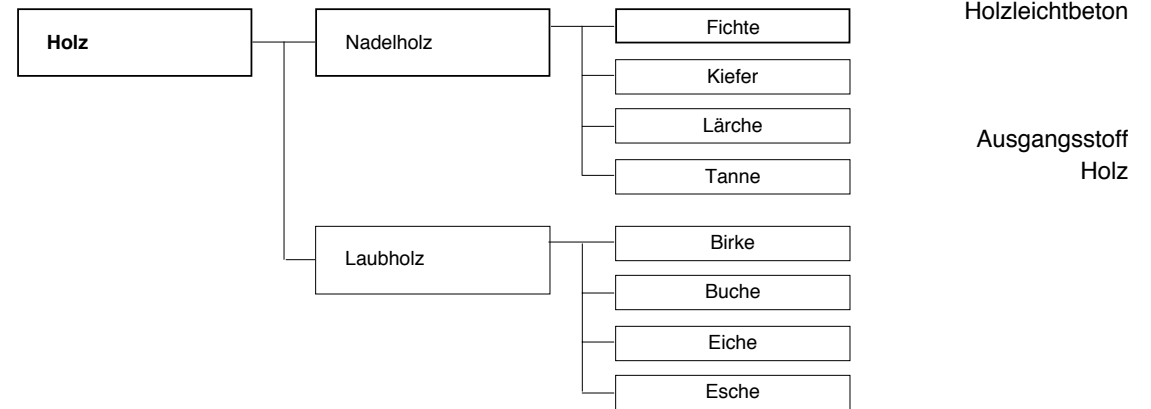 Holzleichtbeton
Holz
Nadelholz
Fichte
Kiefer
Lärche
Tanne
Ausgangsstoff
Holz
Laubholz
Birke
Buche
Eiche
Esche